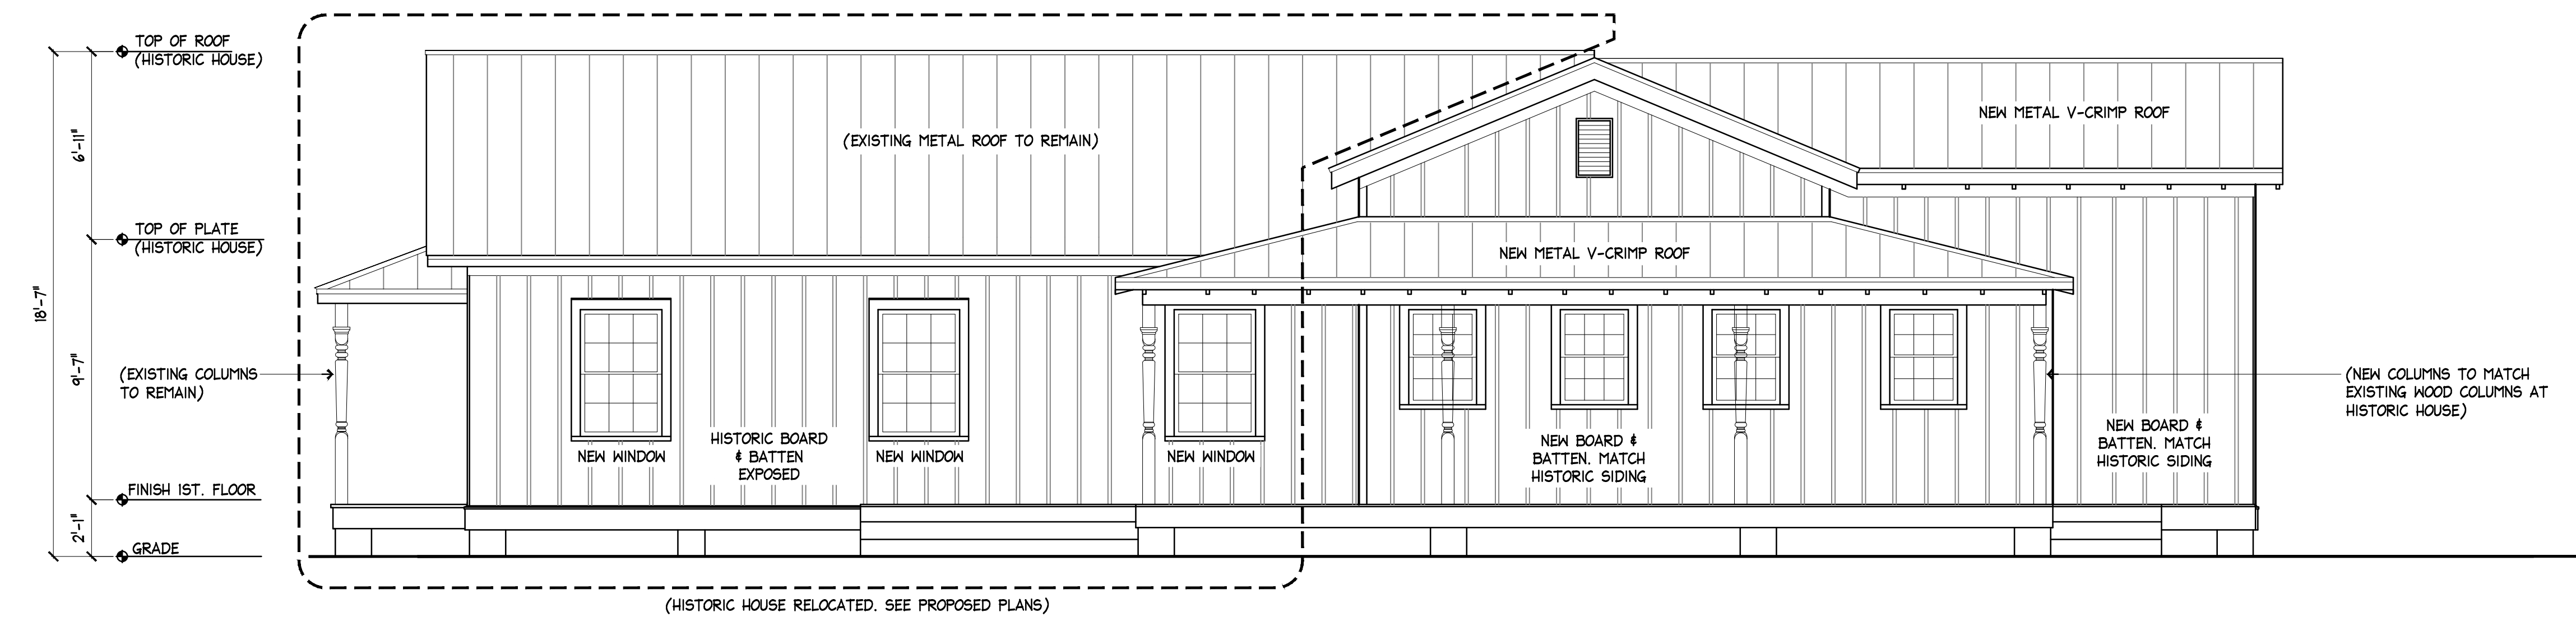 TOP OF ROOF
(HISTORIC HOUSE)
6'-11"
TOP OF PLATE
(HISTORIC HOUSE)
18'-7"
9'-7"
(EXISTING COLUMNS
TO REMAIN)
FINISH 1ST. FLOOR
2'-1"
GRADE
(EXISTING METAL ROOF TO REMAIN)
NEW METAL V-CRIMP ROOF
NEW METAL V-CRIMP ROOF
NEW WINDOW
HISTORIC BOARD
& BATTEN
EXPOSED
NEW WINDOW
NEW WINDOW
NEW BOARD &
BATTEN. MATCH
HISTORIC SIDING
NEW BOARD &
BATTEN. MATCH
HISTORIC SIDING
(NEW COLUMNS TO MATCH
EXISTING WOOD COLUMNS AT
HISTORIC HOUSE)
(HISTORIC HOUSE RELOCATED. SEE PROPOSED PLANS)